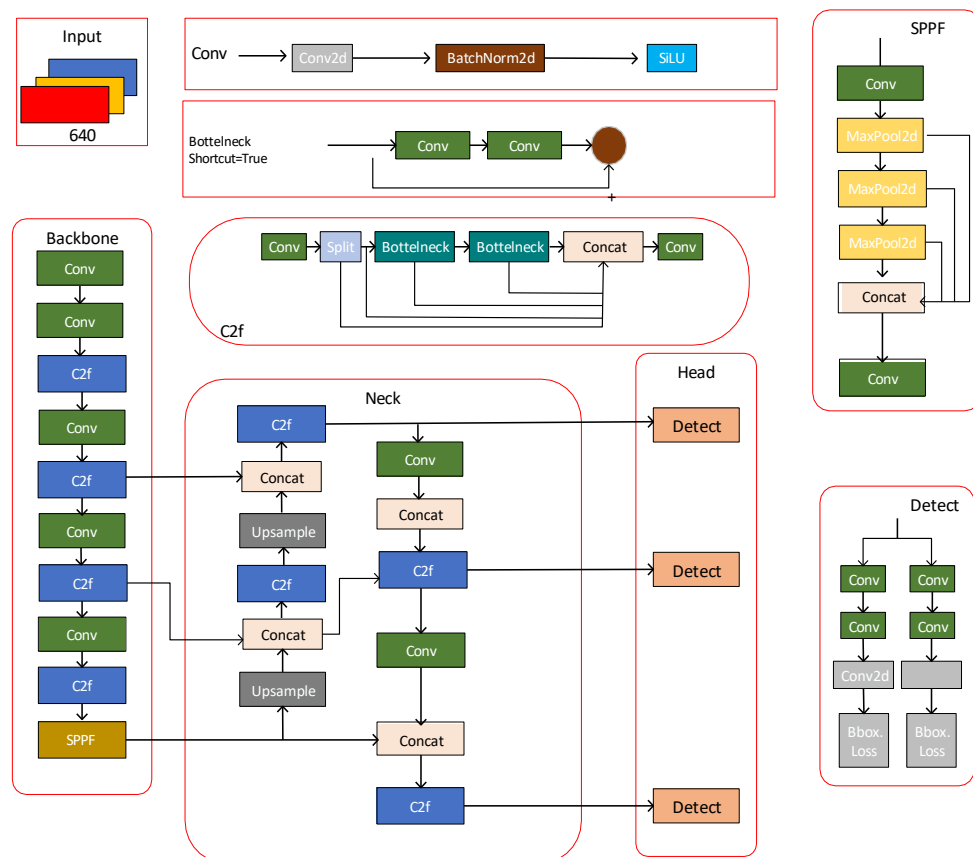 Input
640
Conv
Conv2d
BatchNorm2d
SiLU
Bottelneck
Shortcut=True
Conv
Conv
+
Conv
Split
Bottelneck
Bottelneck
Concat
Conv
C2f
SPPF
Conv
MaxPool2d
MaxPool2d
MaxPool2d
Concat
Conv
Backbone
Conv
Conv
C2f
Conv
C2f
Conv
C2f
Conv
C2f
SPPF
Neck
C2f
Concat
Upsample
C2f
Concat
Upsample
Conv
Concat
C2f
Conv
Concat
C2f
Head
Detect
Detect
Detect
Detect
Conv
Conv
Conv
Conv
Conv2d
Bbox.
Loss
Bbox.
Loss